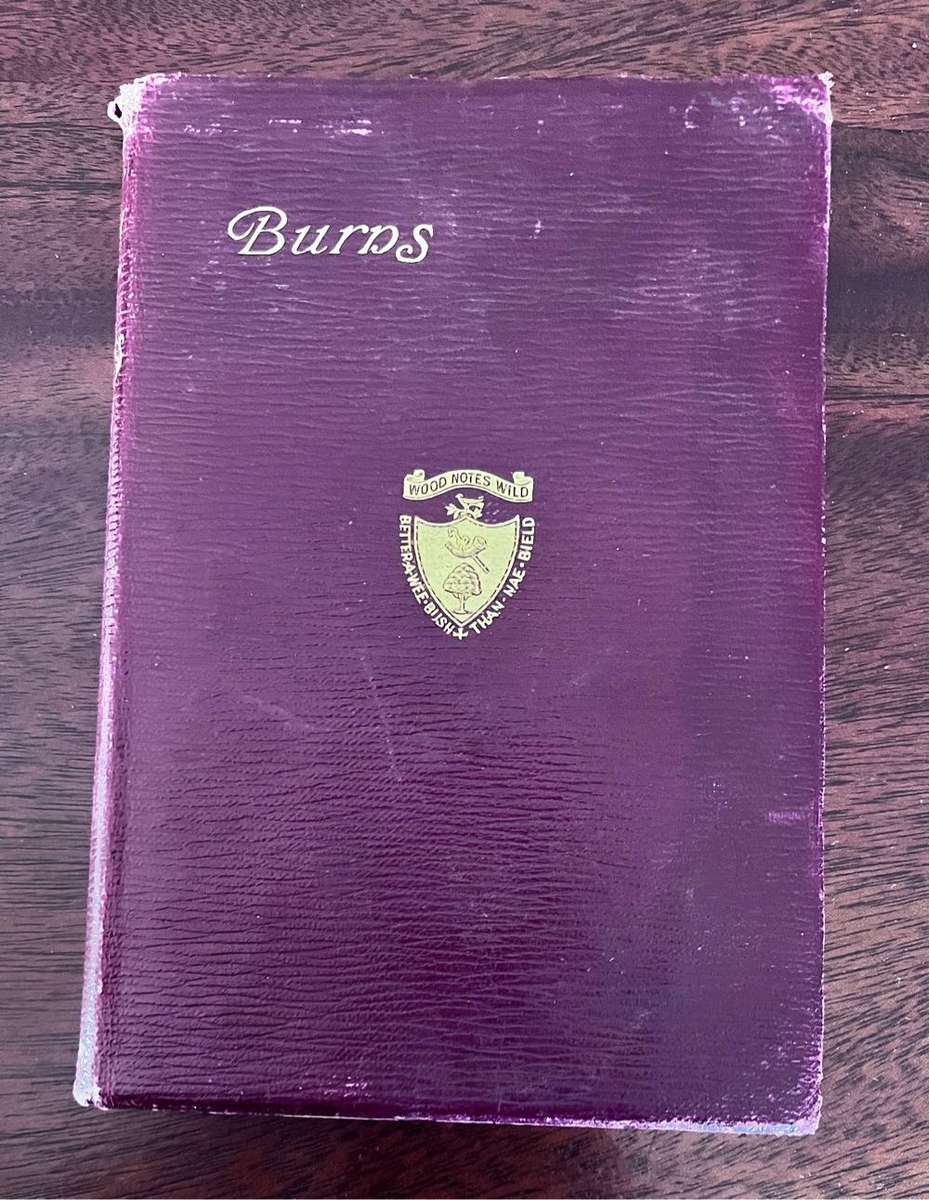 Burns
WOOD NOTES WILD
BETTER·A·WEE·BUSH
THAN·NAE·BIELD